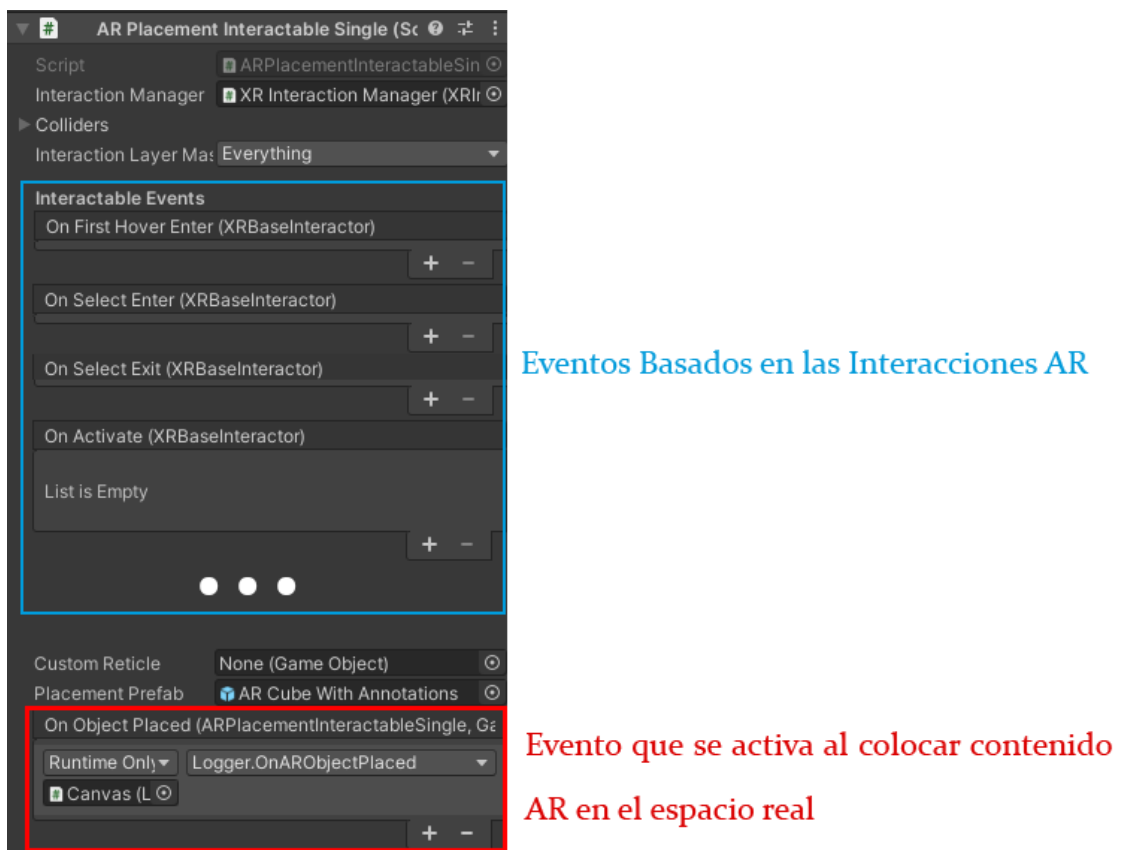 AR Placement Interactable Single (Sc
Script ARPlacementInteractableSin
Interaction Manager XR Interaction Manager (XRIr
Colliders
Interaction Layer Mas Everything
Interactable Events
On First Hover Enter (XRBaseInteractor)
+ -
On Select Enter (XRBaseInteractor)
+ -
On Select Exit (XRBaseInteractor)
+ -
On Activate (XRBaseInteractor)
List is Empty
+ -
Eventos Basados en las Interacciones AR
Custom Reticle None (Game Object)
Placement Prefab AR Cube With Annotations
On Object Placed (ARPlacementInteractableSingle, Ga
Runtime Only Logger.OnARObjectPlaced
Canvas (L
+ -
Evento que se activa al colocar contenido
AR en el espacio real